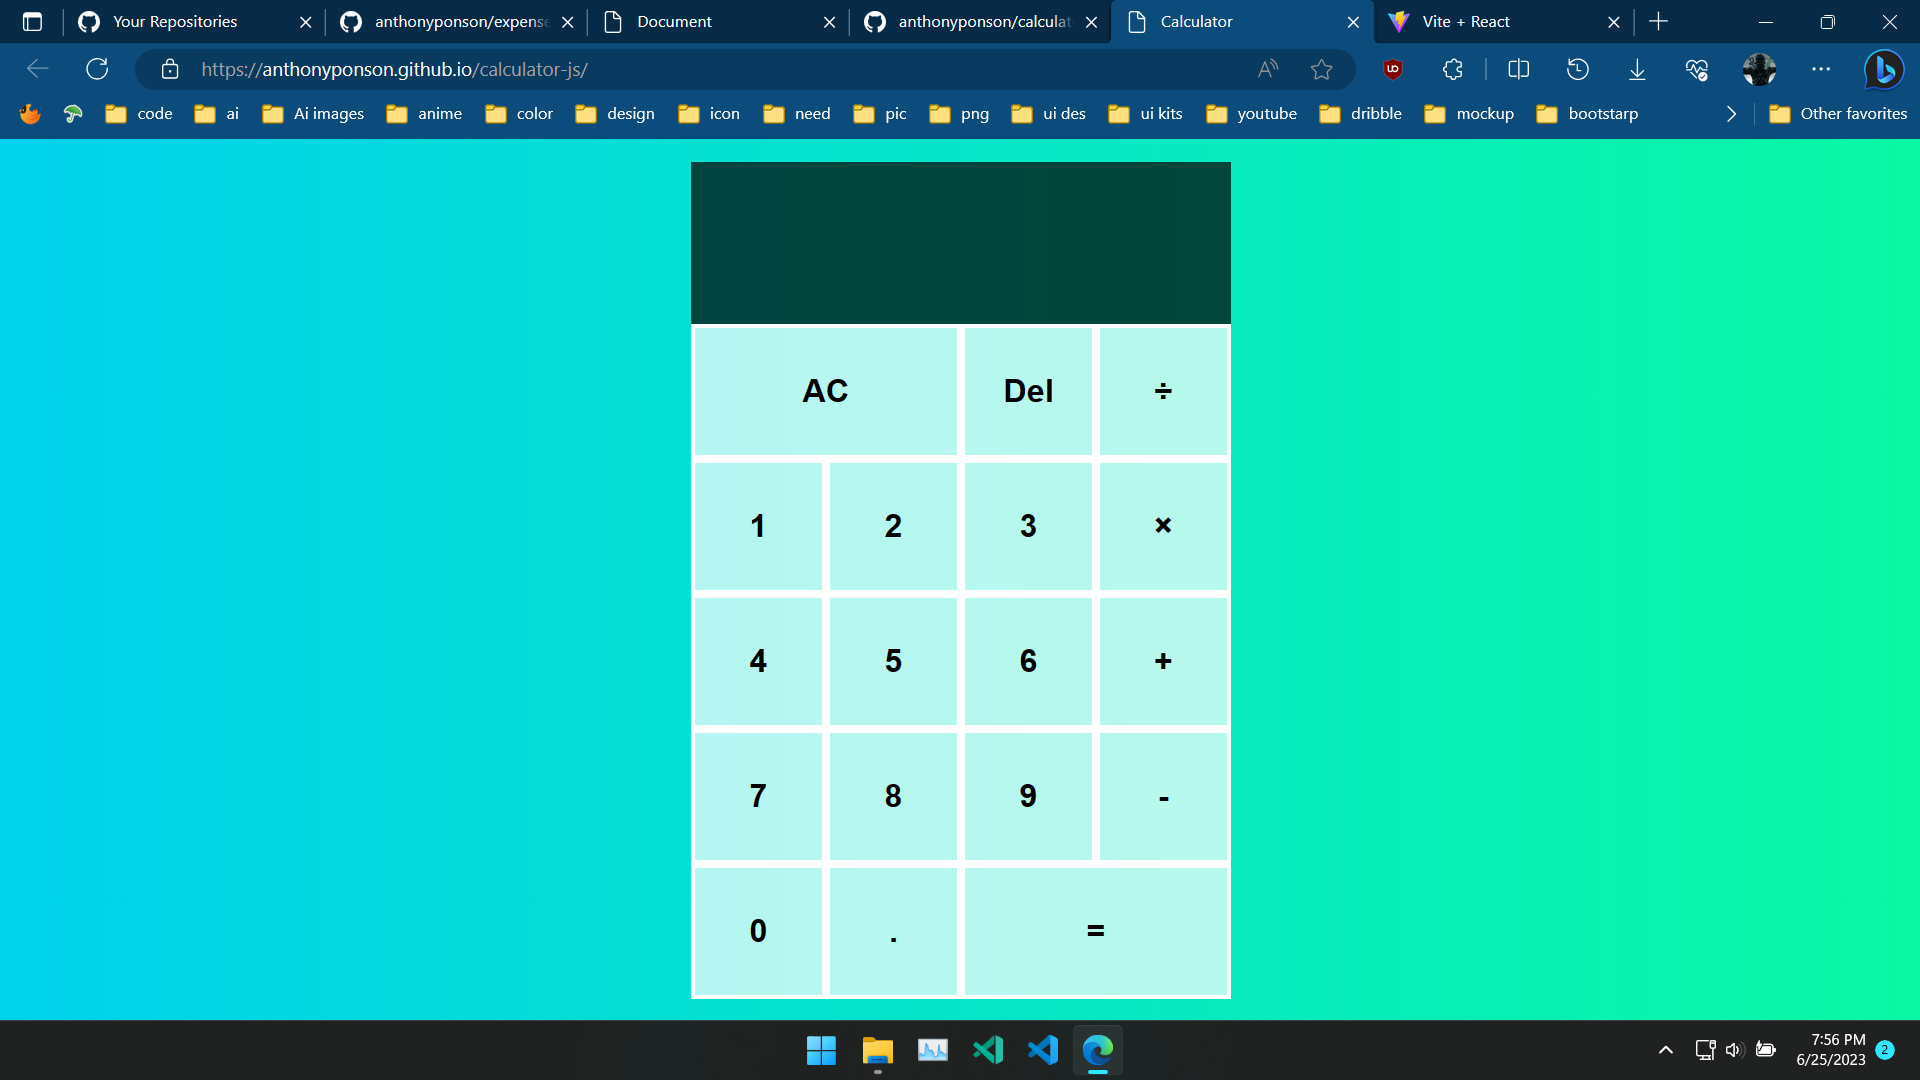 Your Repositories
anthonyponson/expense
Document
anthonyponson/calculat
Calculator
Vite + React
https://anthonyponson.github.io/calculator-js/
code ai Ai images anime color design icon need pic png ui des ui kits youtube dribble mockup bootstarp Other favorites
AC Del ÷
1 2 3 ×
4 5 6 +
7 8 9 -
0 . =
7:56 PM
6/25/2023
2